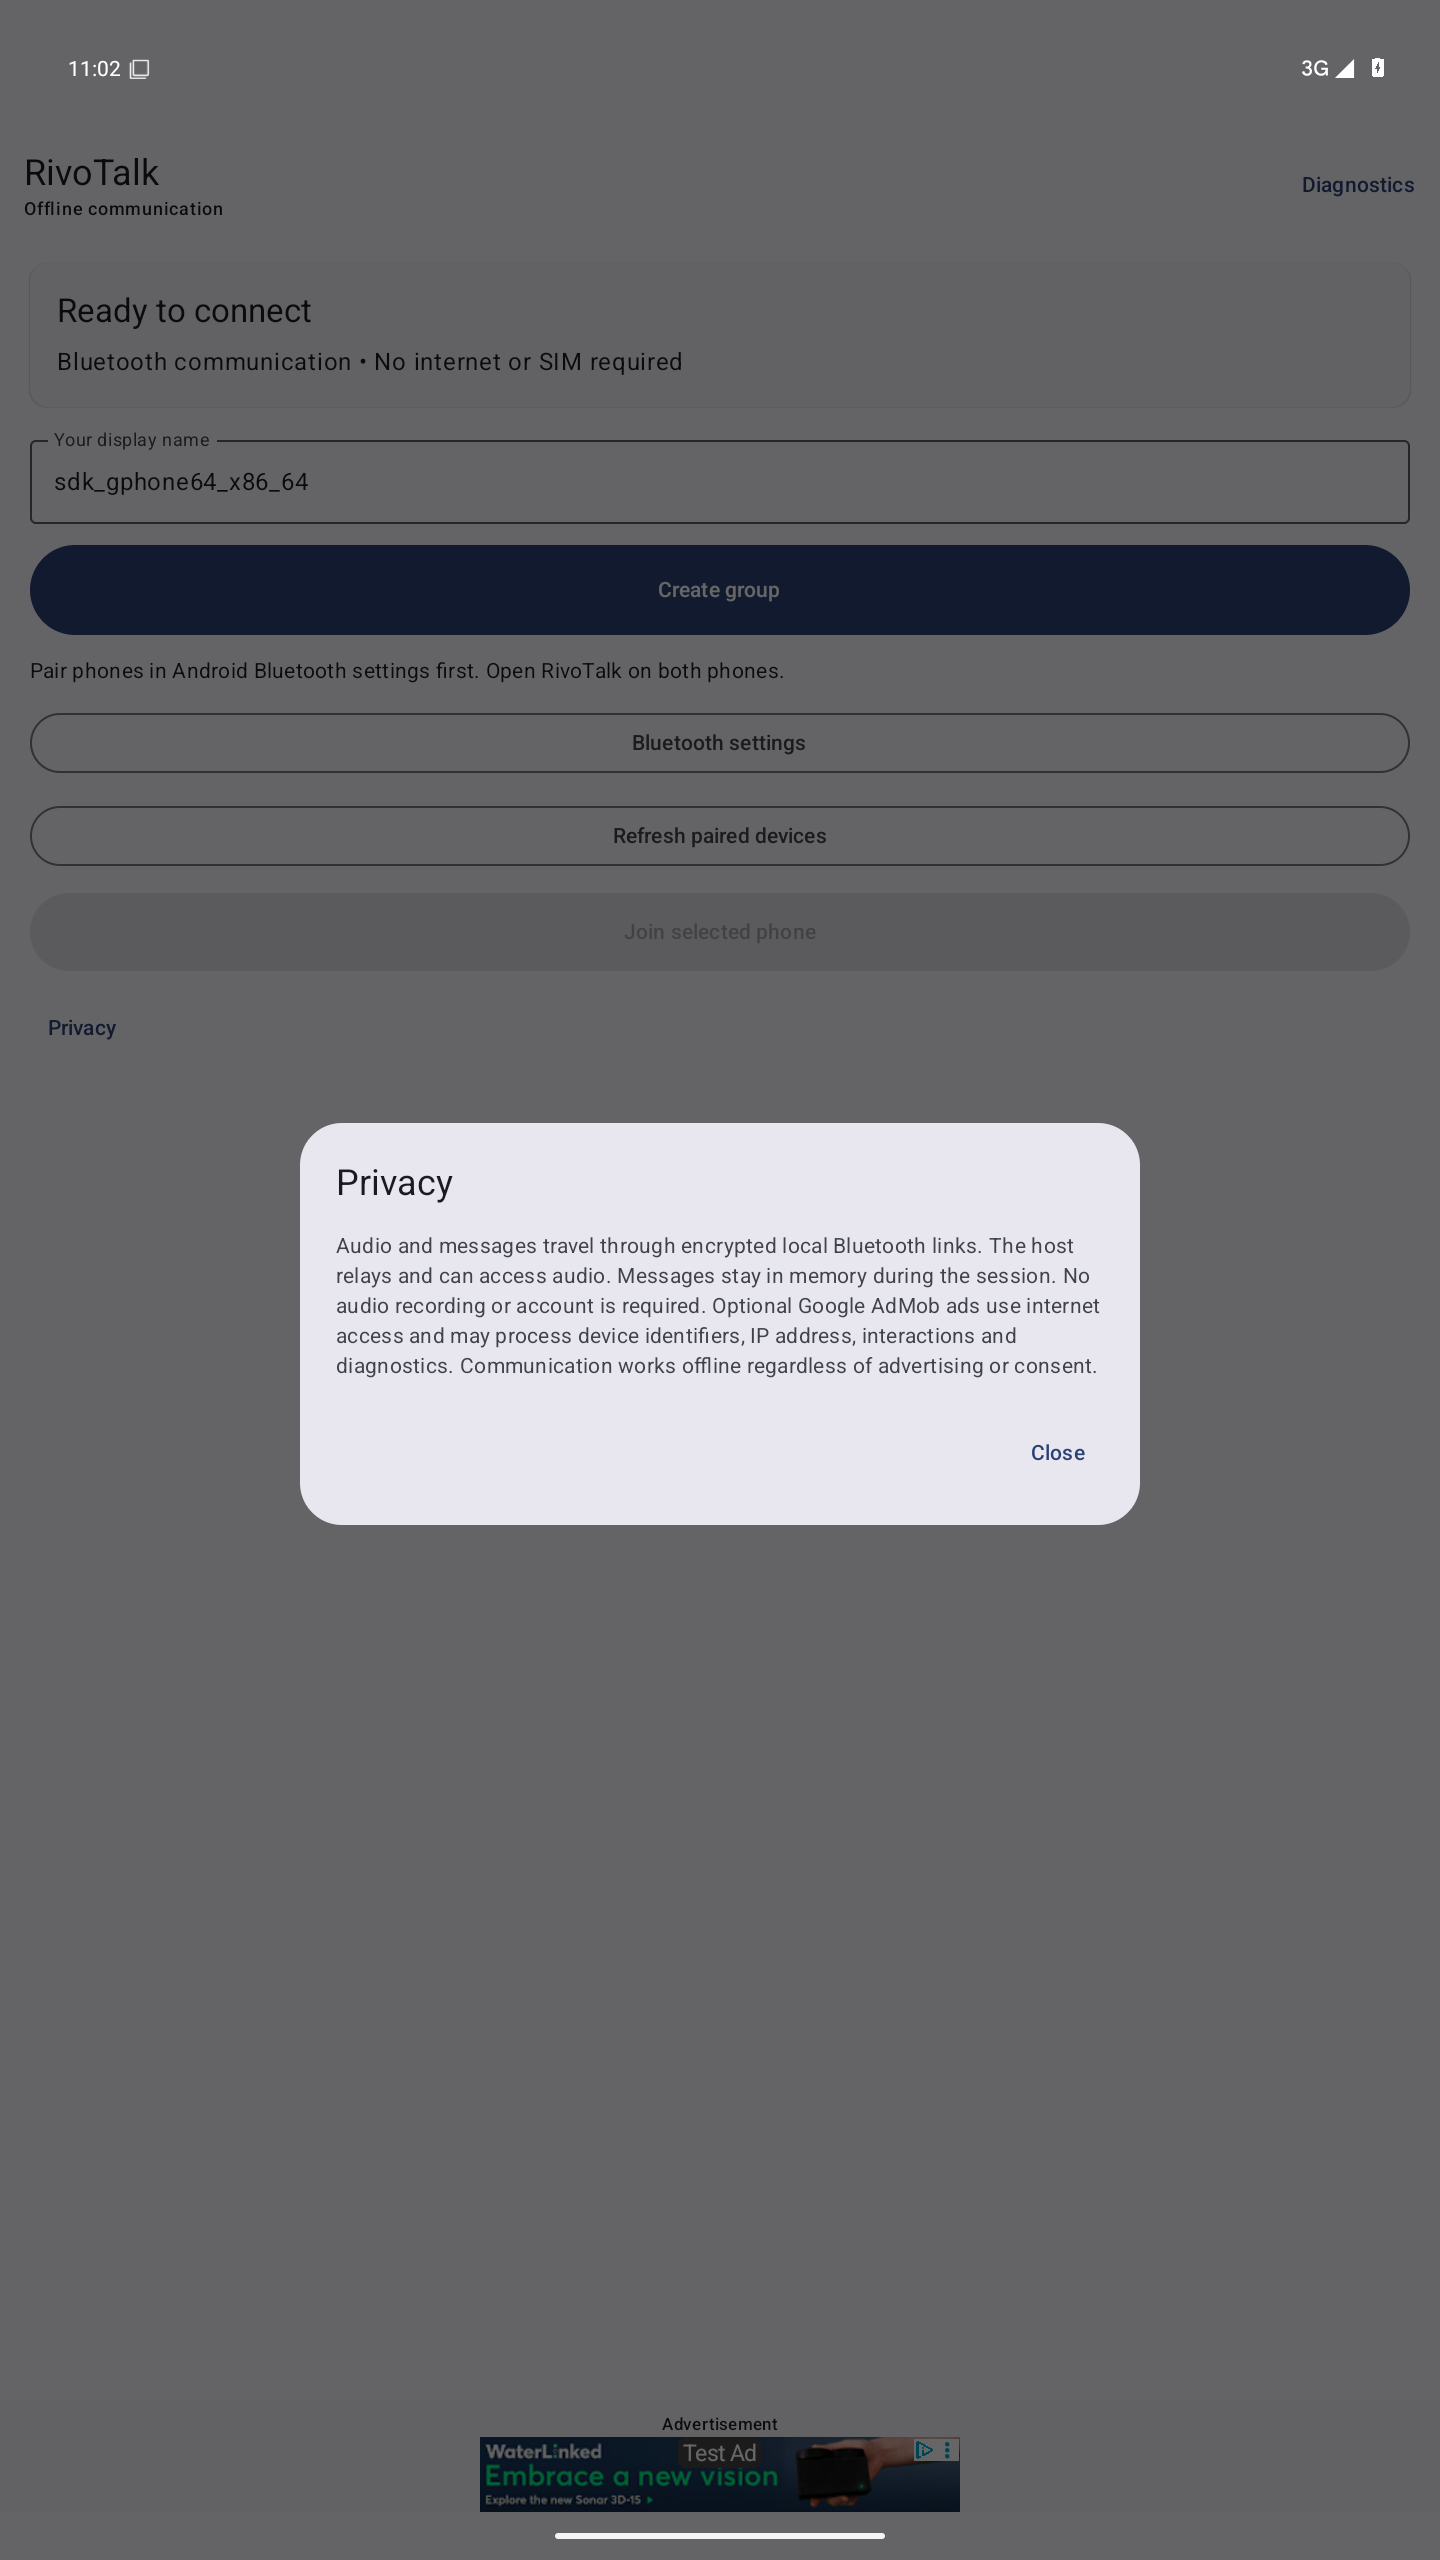 11:02
3G
RivoTalk
Offline communication
Diagnostics
Ready to connect
Bluetooth communication • No internet or SIM required
Your display name
sdk_gphone64_x86_64
Create group
Pair phones in Android Bluetooth settings first. Open RivoTalk on both phones.
Bluetooth settings
Refresh paired devices
Join selected phone
Privacy
Privacy
Audio and messages travel through encrypted local Bluetooth links. The host
relays and can access audio. Messages stay in memory during the session. No
audio recording or account is required. Optional Google AdMob ads use internet
access and may process device identifiers, IP address, interactions and
diagnostics. Communication works offline regardless of advertising or consent.
Close
Advertisement
WaterLinked
Test Ad
Embrace a new vision
Explore the new Sonar 3D-15